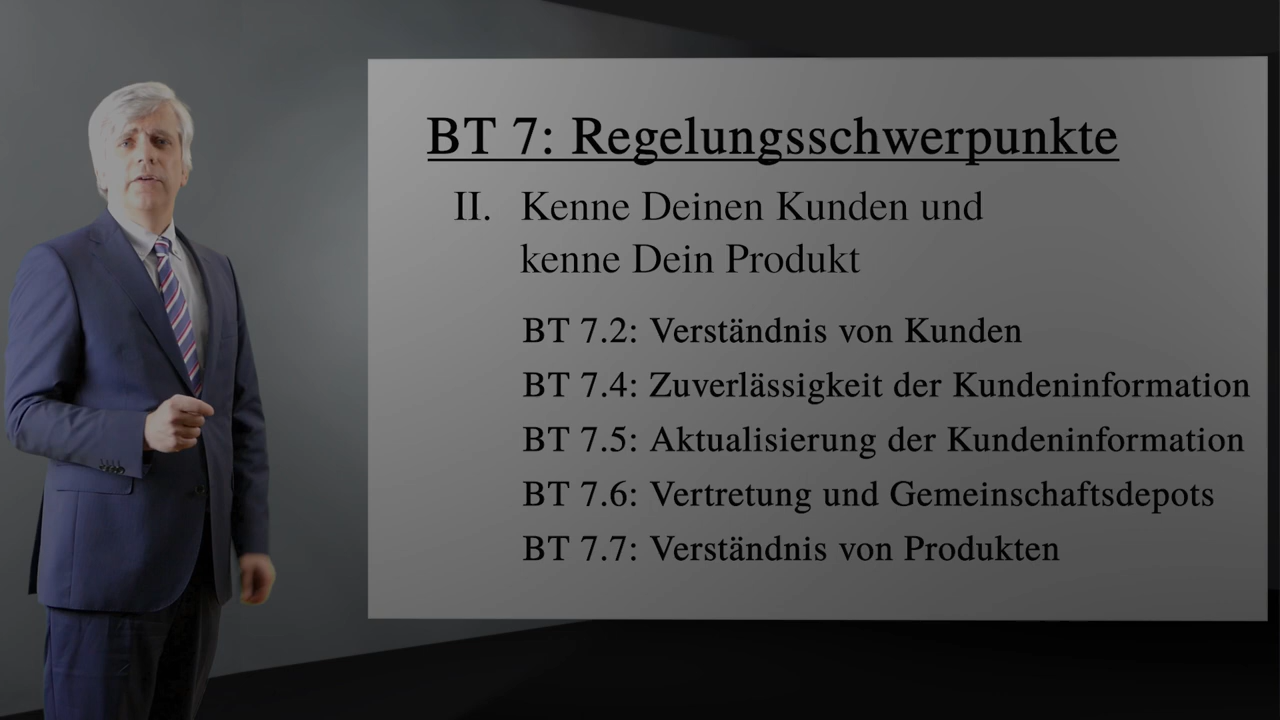 BT 7: Regelungsschwerpunkte
II. Kenne Deinen Kunden und
kenne Dein Produkt
BT 7.2: Verständnis von Kunden
BT 7.4: Zuverlässigkeit der Kundeninformation
BT 7.5: Aktualisierung der Kundeninformation
BT 7.6: Vertretung und Gemeinschaftsdepots
BT 7.7: Verständnis von Produkten